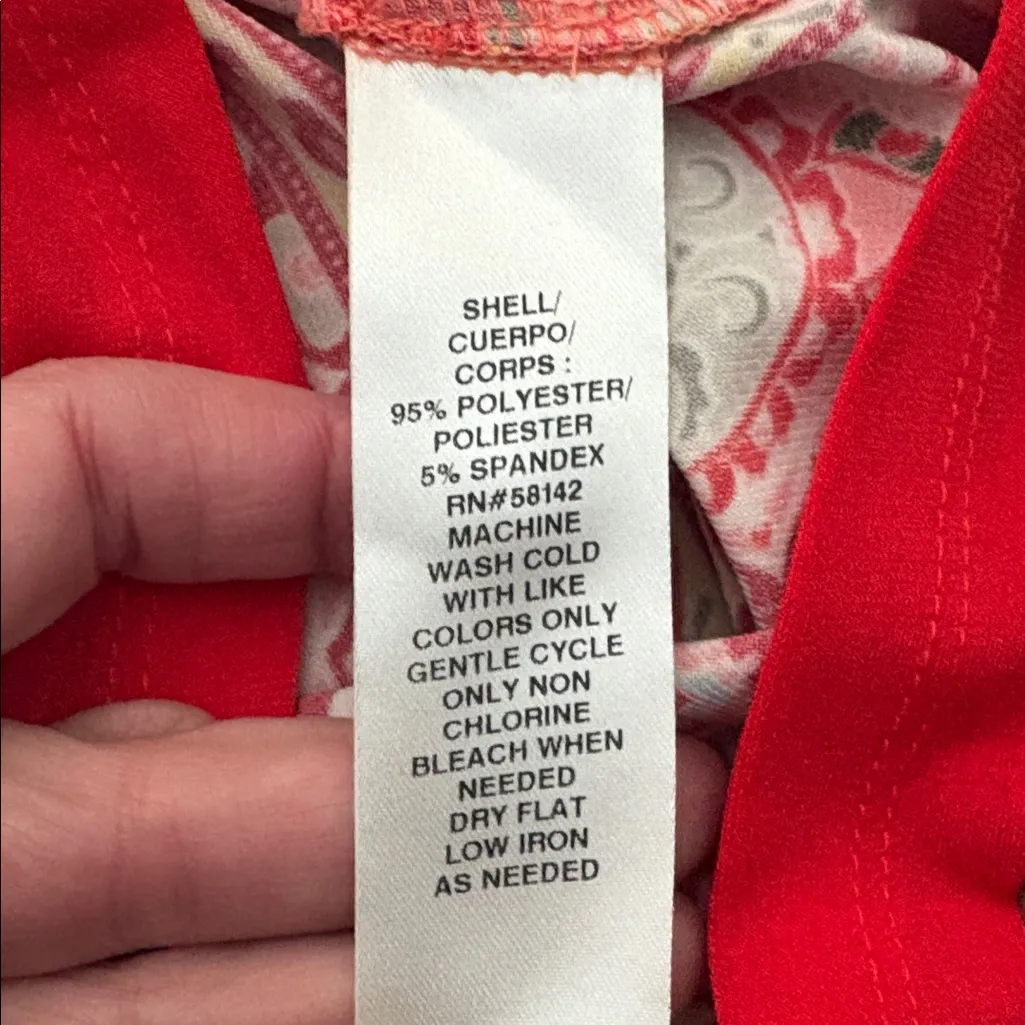 SHELL/
CUERPO/
CORPS :
95% POLYESTER/
POLIESTER
5% SPANDEX
RN#58142
MACHINE
WASH COLD
WITH LIKE
COLORS ONLY
GENTLE CYCLE
ONLY NON
CHLORINE
BLEACH WHEN
NEEDED
DRY FLAT
LOW IRON
AS NEEDED